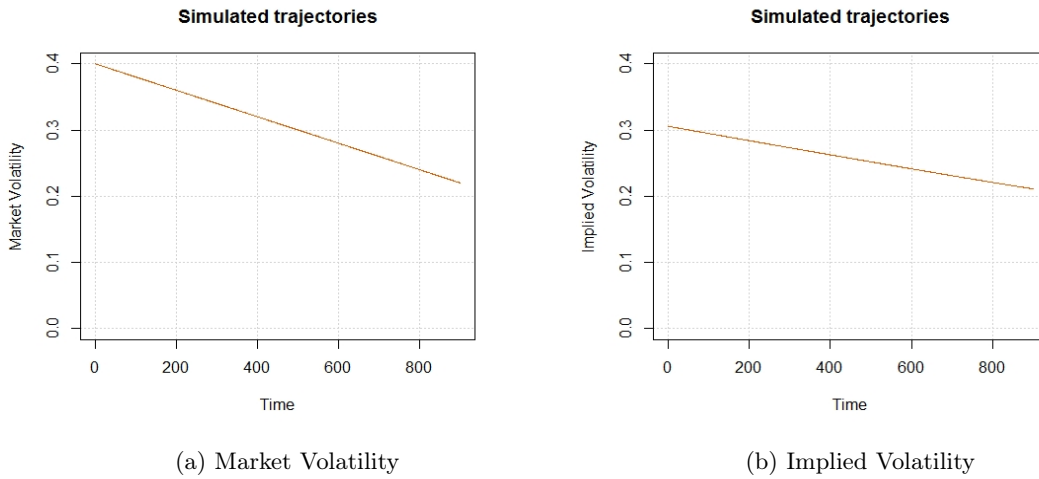 Simulated trajectories
Market Volatility
0.4
0.3
0.2
0.1
0.0
0 200 400 600 800
Time
(a) Market Volatility
Simulated trajectories
Implied Volatility
0.4
0.3
0.2
0.1
0.0
0 200 400 600 800
Time
(b) Implied Volatility